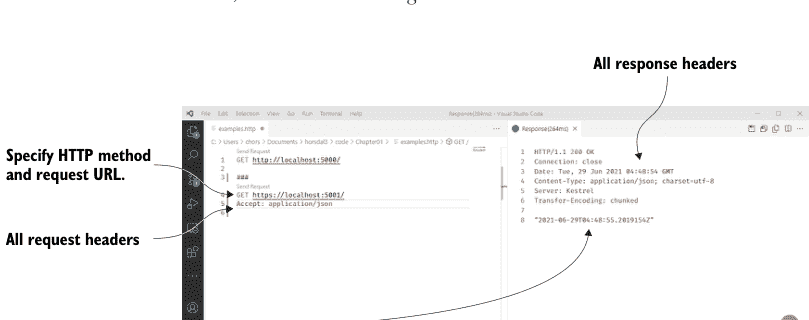 All response headers
File Edit Selection View Go Run Terminal Help
Response(264ms) - Visual Studio Code
examples.http
Response(264ms)
C: > Users > chors > Documents > > code > Chapter01 > examples.http > GET /
Specify HTTP method
and request URL.
All request headers
Send Request
1 GET http://localhost:5000/
2
3 ###
Send Request
4 GET https://localhost:5001/
5 Accept: application/json
6
1 HTTP/1.1 200 OK
2 Connection: close
3 Date: Tue, 29 Jun 2021 04:48:54 GMT
4 Content-Type: application/json; charset=utf-8
5 Server: Kestrel
6 Transfer-Encoding: chunked
7
8 "2021-06-29T04:48:55.2019154Z"